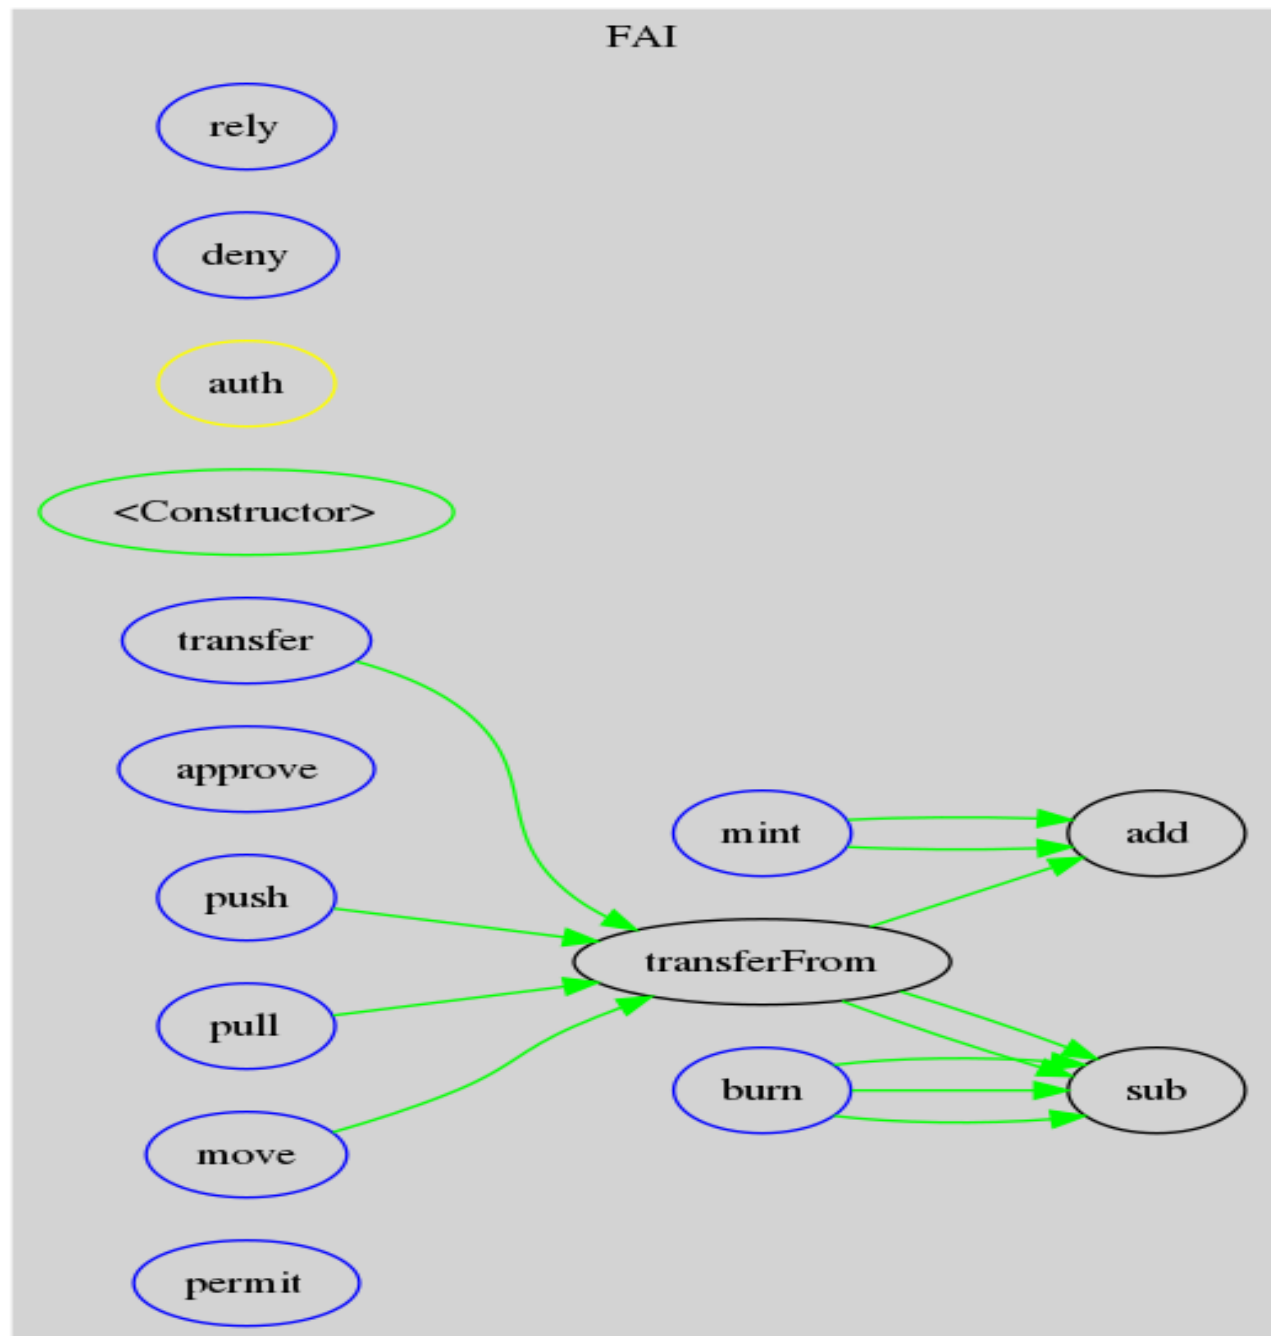 FAI
rely
deny
auth
<Constructor>
transfer
approve
push
pull
move
permit
mint
transferFrom
burn
add
sub